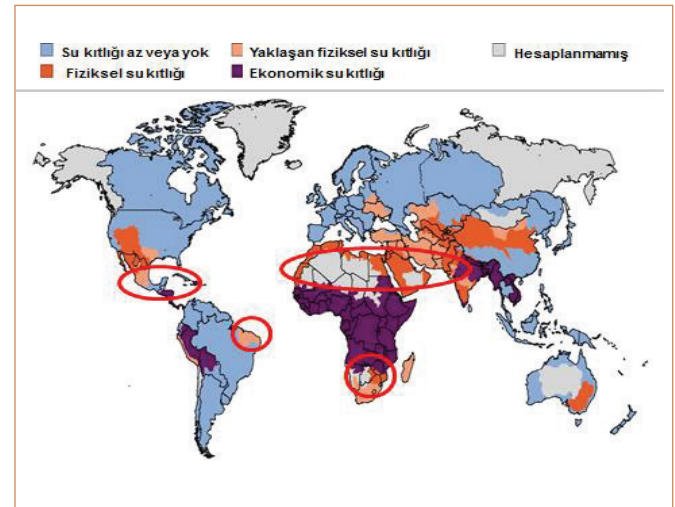 Su kıtlığı az veya yok Yaklaşan fiziksel su kıtlığı Hesaplanmamış
Fiziksel su kıtlığı Ekonomik su kıtlığı